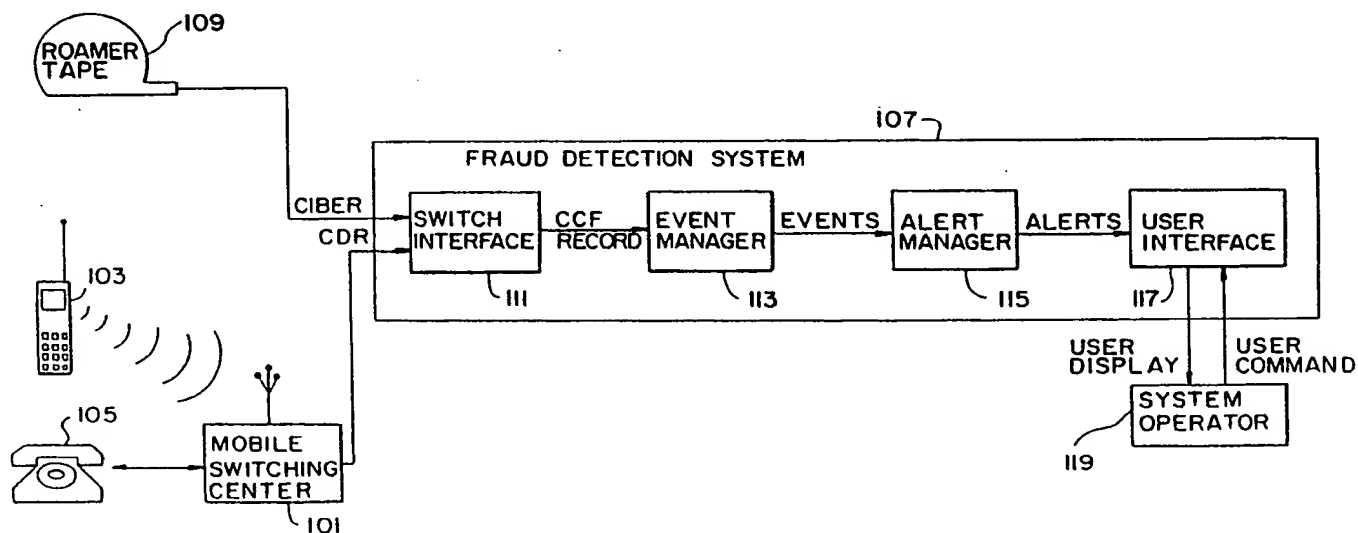 ROAMER
TAPE
109
107
FRAUD DETECTION SYSTEM
CIBER
CDR
SWITCH
INTERFACE
111
CCF
RECORD
EVENT
MANAGER
113
EVENTS
ALERT
MANAGER
115
ALERTS
USER
INTERFACE
117
103
105
MOBILE
SWITCHING
CENTER
101
USER
DISPLAY
USER
COMMAND
SYSTEM
OPERATOR
119